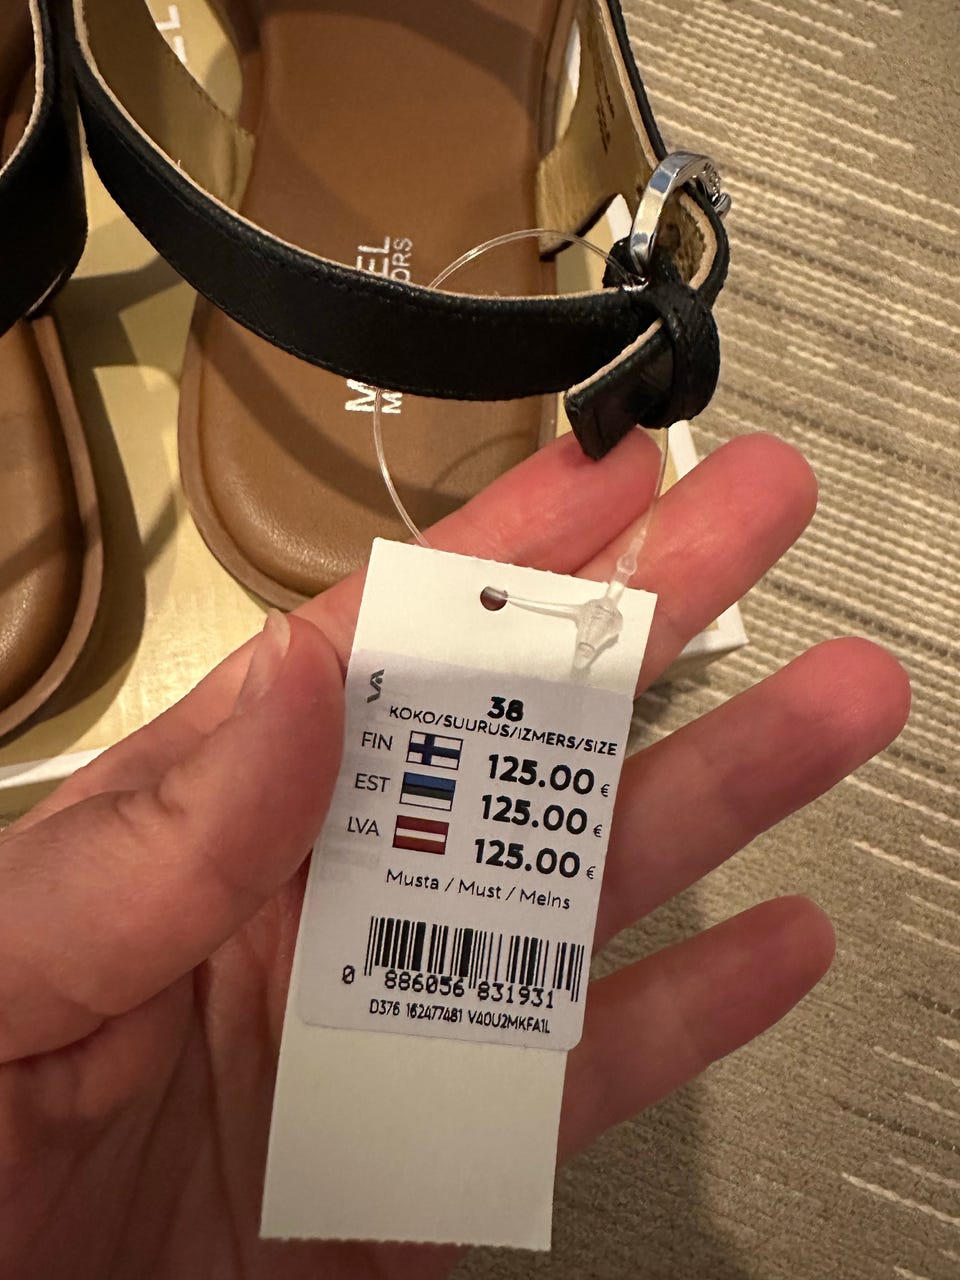 38
KOKO/SUURUS/IZMERS/SIZE
FIN 125.00 €
EST 125.00 €
LVA 125.00 €
Musta / Must / Melns
0 886056 831931
D376 162477481 V40U2MKFA1L